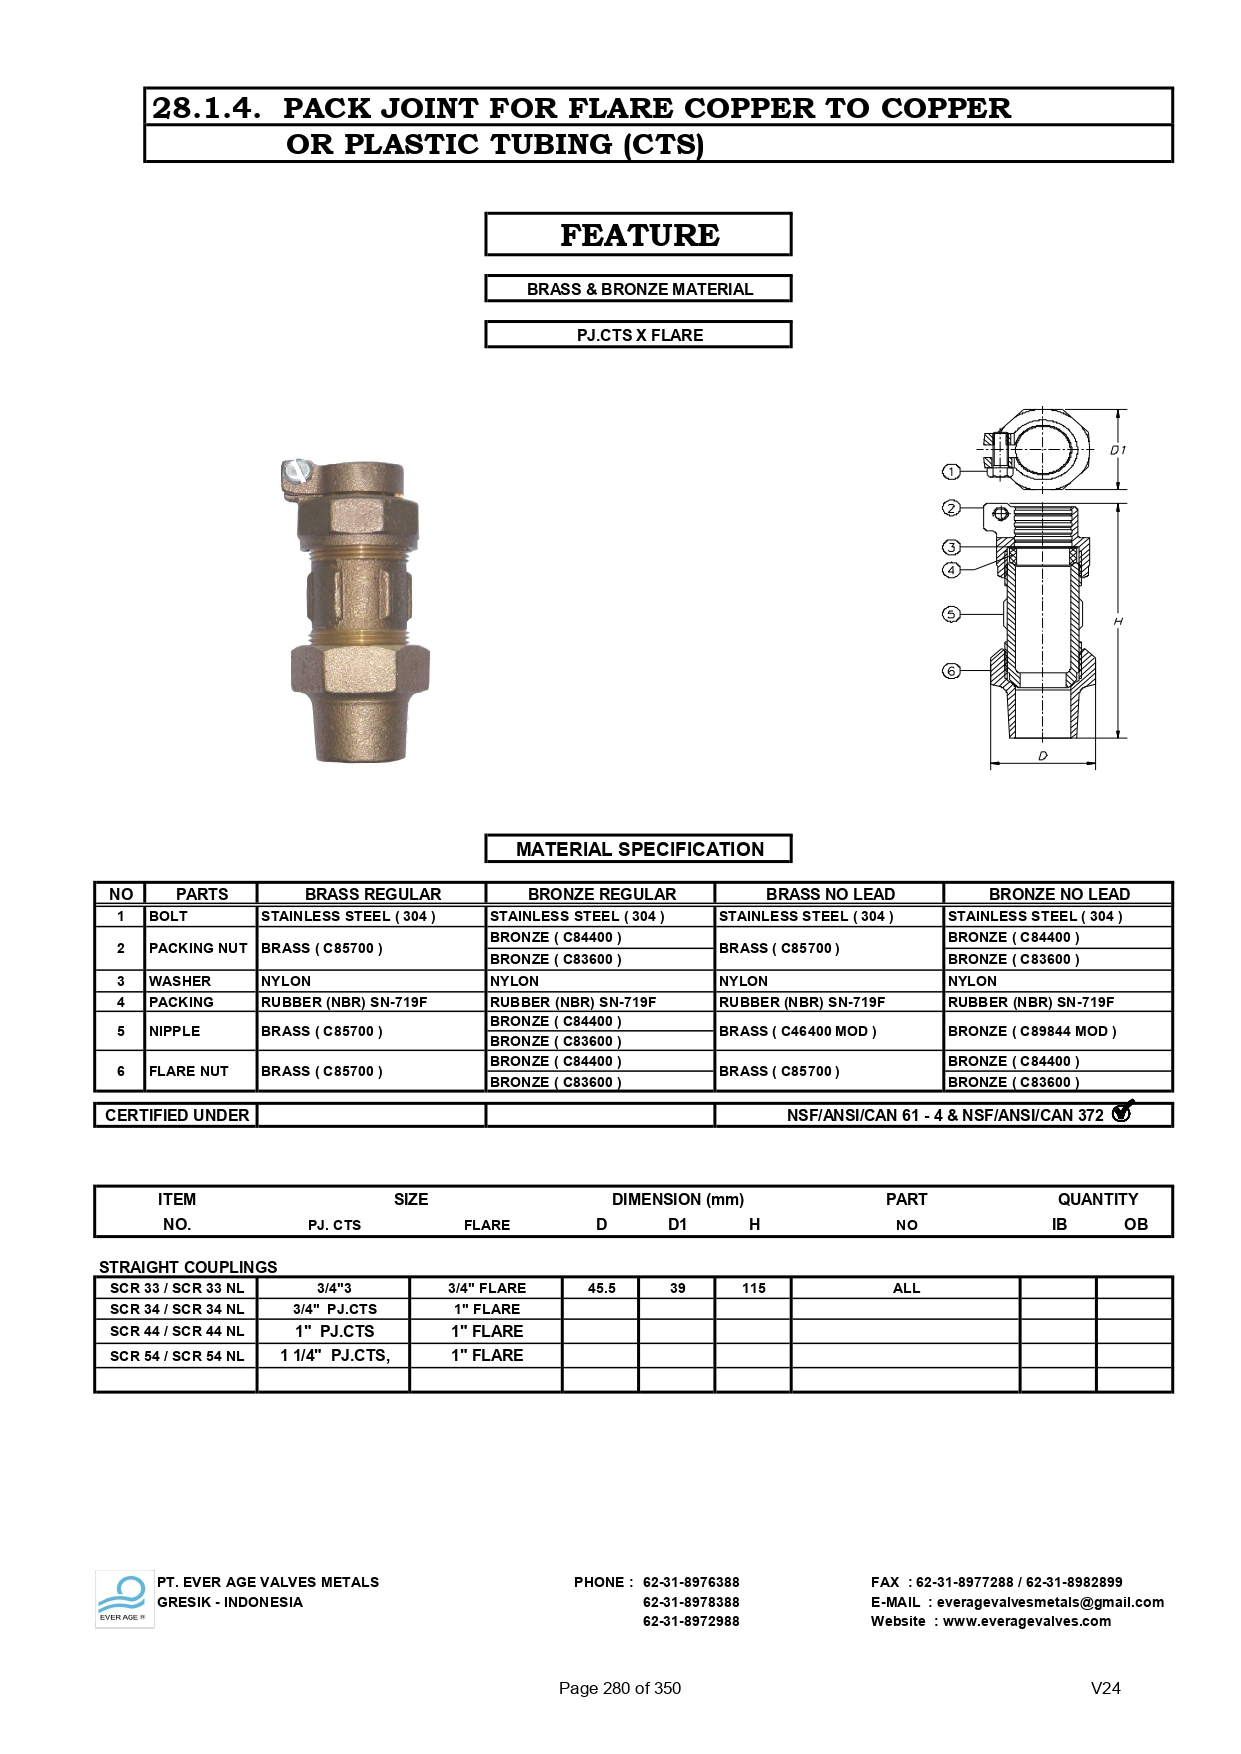 28.1.4. PACK JOINT FOR FLARE COPPER TO COPPER
OR PLASTIC TUBING (CTS)
FEATURE
BRASS & BRONZE MATERIAL
PJ.CTS X FLARE
D1
1
2
3
4
5
H
6
D
MATERIAL SPECIFICATION
NO PARTS BRASS REGULAR BRONZE REGULAR BRASS NO LEAD BRONZE NO LEAD
1 BOLT STAINLESS STEEL ( 304 ) STAINLESS STEEL ( 304 ) STAINLESS STEEL ( 304 ) STAINLESS STEEL ( 304 )
BRONZE ( C84400 ) BRONZE ( C84400 )
2 PACKING NUT BRASS ( C85700 ) BRASS ( C85700 )
BRONZE ( C83600 ) BRONZE ( C83600 )
3 WASHER NYLON NYLON NYLON NYLON
4 PACKING RUBBER (NBR) SN-719F RUBBER (NBR) SN-719F RUBBER (NBR) SN-719F RUBBER (NBR) SN-719F
BRONZE ( C84400 )
5 NIPPLE BRASS ( C85700 ) BRASS ( C46400 MOD ) BRONZE ( C89844 MOD )
BRONZE ( C83600 )
BRONZE ( C84400 ) BRONZE ( C84400 )
6 FLARE NUT BRASS ( C85700 ) BRASS ( C85700 )
BRONZE ( C83600 ) BRONZE ( C83600 )
CERTIFIED UNDER NSF/ANSI/CAN 61 - 4 & NSF/ANSI/CAN 372
ITEM SIZE DIMENSION (mm) PART QUANTITY
NO. PJ. CTS FLARE D D1 H NO IB OB
STRAIGHT COUPLINGS
SCR 33 / SCR 33 NL 3/4"3 3/4" FLARE 45.5 39 115 ALL
SCR 34 / SCR 34 NL 3/4" PJ.CTS 1" FLARE
SCR 44 / SCR 44 NL 1" PJ.CTS 1" FLARE
SCR 54 / SCR 54 NL 1 1/4" PJ.CTS, 1" FLARE
EVER AGE ®
PT. EVER AGE VALVES METALS PHONE : 62-31-8976388 FAX : 62-31-8977288 / 62-31-8982899
GRESIK - INDONESIA 62-31-8978388 E-MAIL : everagevalvesmetals@gmail.com
62-31-8972988 Website : www.everagevalves.com
Page 280 of 350 V24